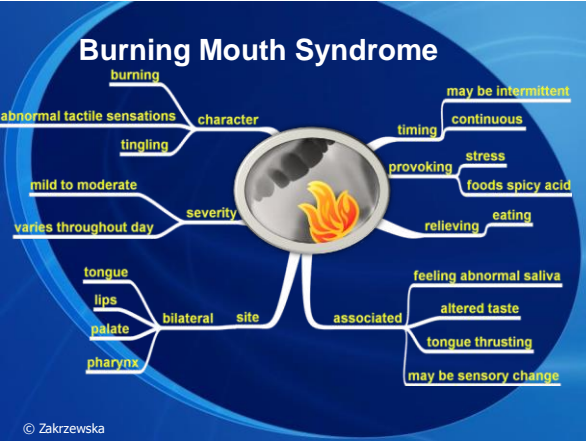 Burning Mouth Syndrome
burning
abnormal tactile sensations
tingling
character
mild to moderate
varies throughout day
severity
tongue
lips
palate
pharynx
bilateral
site
timing
may be intermittent
continuous
provoking
stress
foods spicy acid
relieving
eating
associated
feeling abnormal saliva
altered taste
tongue thrusting
may be sensory change
© Zakrzewska